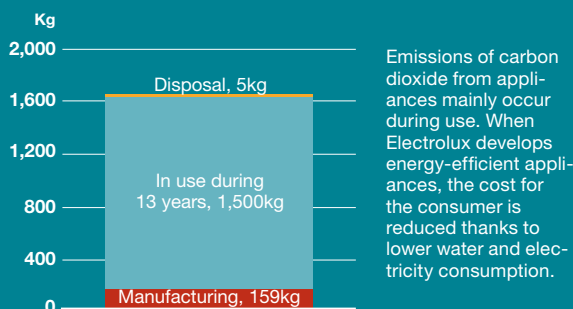 Kg
2,000
1,600
1,200
800
400
0
Disposal, 5kg
In use during
13 years, 1,500kg
Manufacturing, 159kg
Emissions of carbon
dioxide from appli-
ances mainly occur
during use. When
Electrolux develops
energy-efficient appli-
ances, the cost for
the consumer is
reduced thanks to
lower water and elec-
tricity consumption.